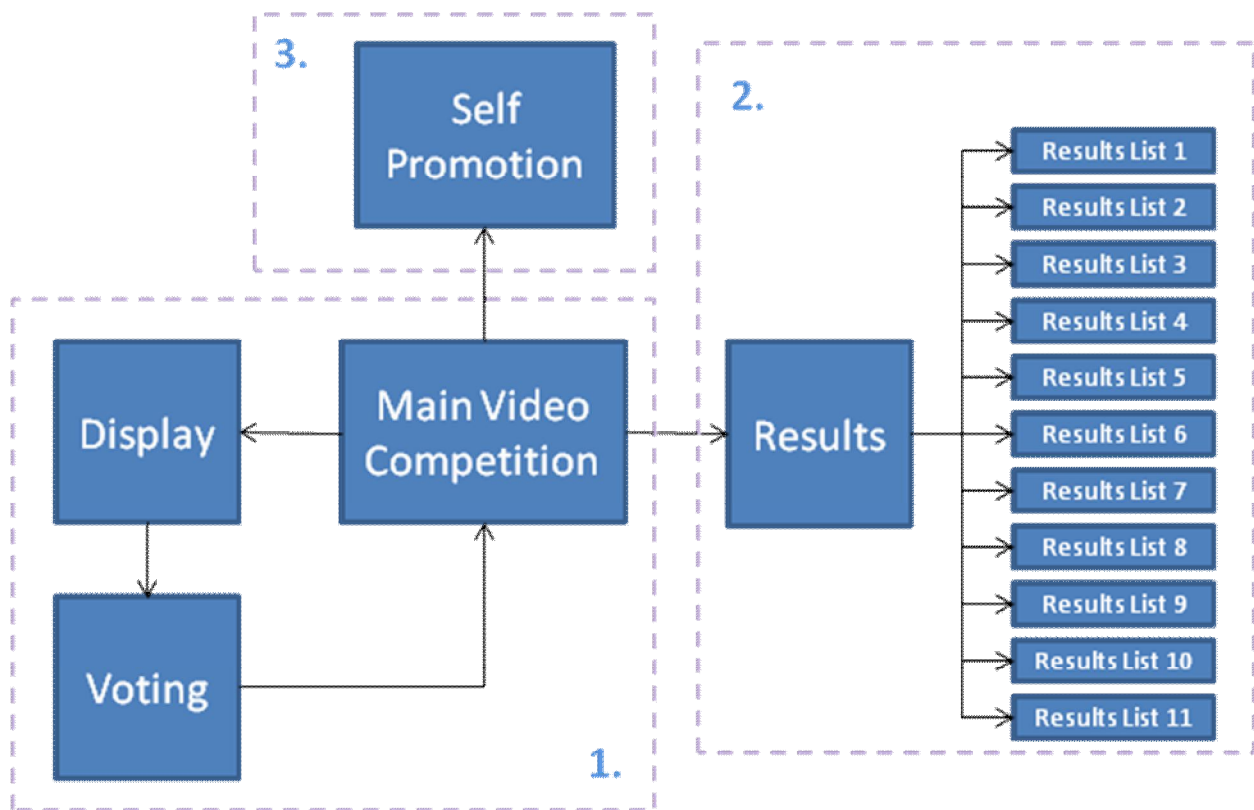 3.
Self
Promotion
2.
Results List 1
Results List 2
Results List 3
Results List 4
Results List 5
Results List 6
Results List 7
Results List 8
Results List 9
Results List 10
Results List 11
Display
Main Video
Competition
Results
Voting
1.